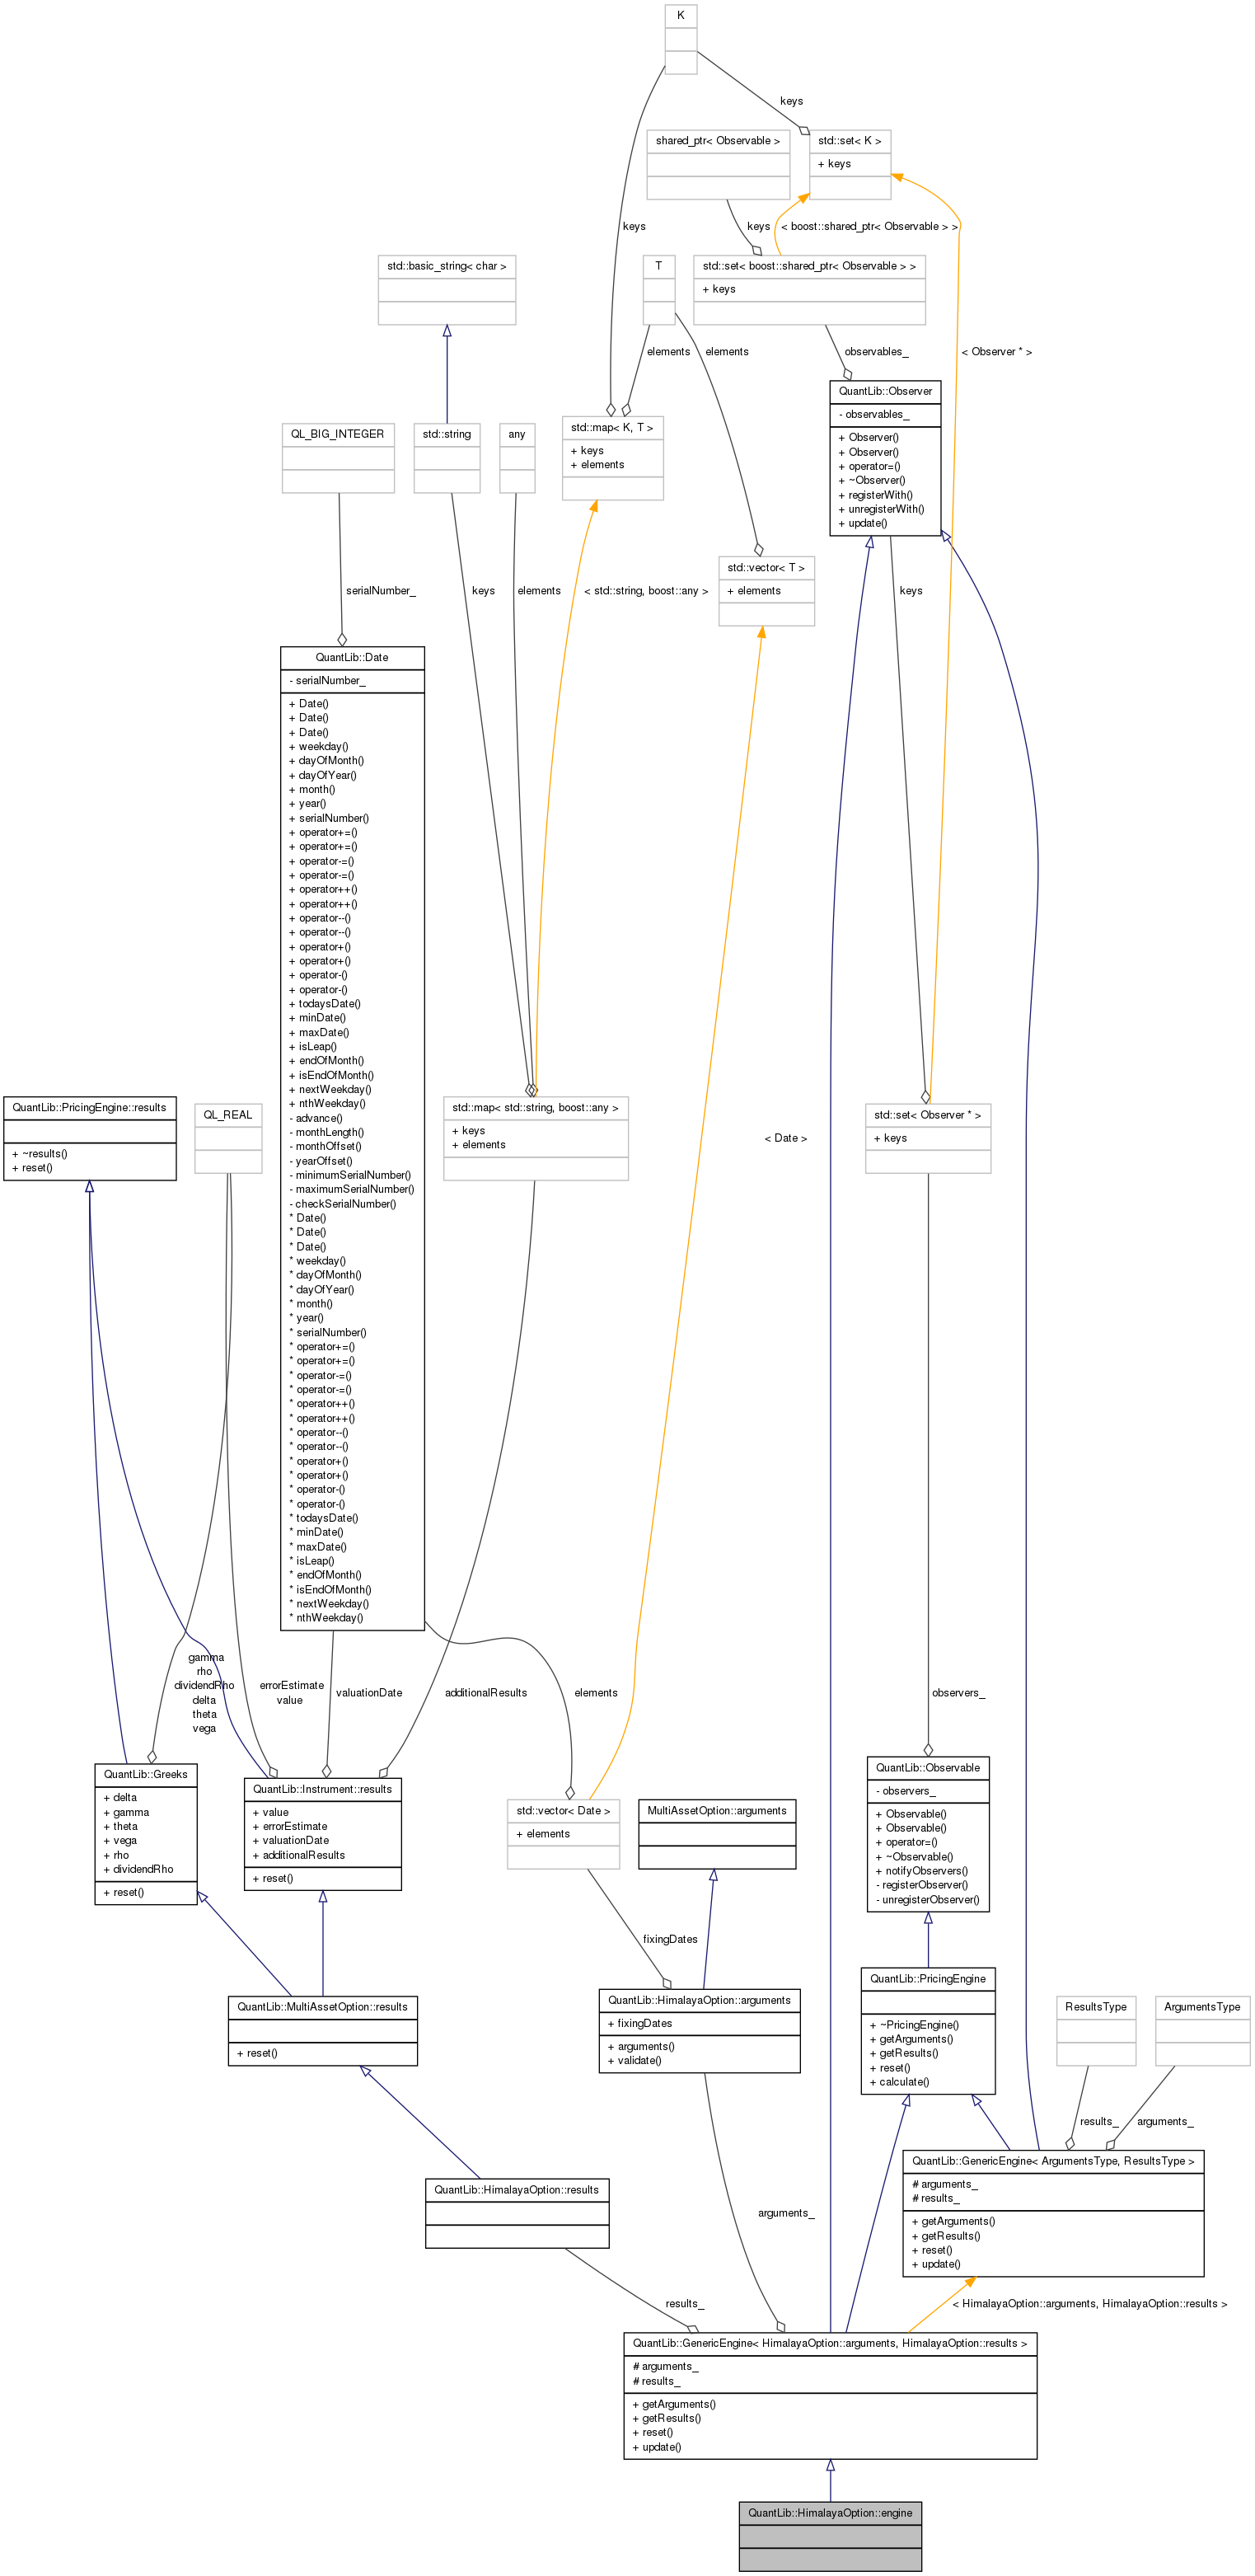 K
keys
shared_ptr< Observable >
std::set< K >
+ keys
keys
keys
< boost::shared_ptr< Observable > >
std::basic_string< char >
T
std::set< boost::shared_ptr< Observable > >
+ keys
elements
elements
observables_
< Observer * >
QuantLib::Observer
- observables_
+ Observer()
+ Observer()
+ operator=()
+ ~Observer()
+ registerWith()
+ unregisterWith()
+ update()
QL_BIG_INTEGER
std::string
any
std::map< K, T >
+ keys
+ elements
std::vector< T >
+ elements
serialNumber_
keys
elements
< std::string, boost::any >
keys
QuantLib::Date
- serialNumber_
+ Date()
+ Date()
+ Date()
+ weekday()
+ dayOfMonth()
+ dayOfYear()
+ month()
+ year()
+ serialNumber()
+ operator+=()
+ operator+=()
+ operator-=()
+ operator-=()
+ operator++()
+ operator++()
+ operator--()
+ operator--()
+ operator+()
+ operator+()
+ operator-()
+ operator-()
+ todaysDate()
+ minDate()
+ maxDate()
+ isLeap()
+ endOfMonth()
+ isEndOfMonth()
+ nextWeekday()
+ nthWeekday()
- advance()
- monthLength()
- monthOffset()
- yearOffset()
- minimumSerialNumber()
- maximumSerialNumber()
- checkSerialNumber()
* Date()
* Date()
* Date()
* weekday()
* dayOfMonth()
* dayOfYear()
* month()
* year()
* serialNumber()
* operator+=()
* operator+=()
* operator-=()
* operator-=()
* operator++()
* operator++()
* operator--()
* operator--()
* operator+()
* operator+()
* operator-()
* operator-()
* todaysDate()
* minDate()
* maxDate()
* isLeap()
* endOfMonth()
* isEndOfMonth()
* nextWeekday()
* nthWeekday()
QuantLib::PricingEngine::results
+ ~results()
+ reset()
QL_REAL
std::map< std::string, boost::any >
+ keys
+ elements
< Date >
std::set< Observer * >
+ keys
gamma
rho
dividendRho
delta
theta
vega
errorEstimate
value
valuationDate
additionalResults
elements
observers_
QuantLib::Greeks
+ delta
+ gamma
+ theta
+ vega
+ rho
+ dividendRho
+ reset()
QuantLib::Instrument::results
+ value
+ errorEstimate
+ valuationDate
+ additionalResults
+ reset()
std::vector< Date >
+ elements
MultiAssetOption::arguments
QuantLib::Observable
- observers_
+ Observable()
+ Observable()
+ operator=()
+ ~Observable()
+ notifyObservers()
- registerObserver()
- unregisterObserver()
fixingDates
QuantLib::MultiAssetOption::results
+ reset()
QuantLib::HimalayaOption::arguments
+ fixingDates
+ arguments()
+ validate()
QuantLib::PricingEngine
+ ~PricingEngine()
+ getArguments()
+ getResults()
+ reset()
+ calculate()
ResultsType
ArgumentsType
results_
arguments_
QuantLib::HimalayaOption::results
arguments_
QuantLib::GenericEngine< ArgumentsType, ResultsType >
# arguments_
# results_
+ getArguments()
+ getResults()
+ reset()
+ update()
results_
< HimalayaOption::arguments, HimalayaOption::results >
QuantLib::GenericEngine< HimalayaOption::arguments, HimalayaOption::results >
# arguments_
# results_
+ getArguments()
+ getResults()
+ reset()
+ update()
QuantLib::HimalayaOption::engine